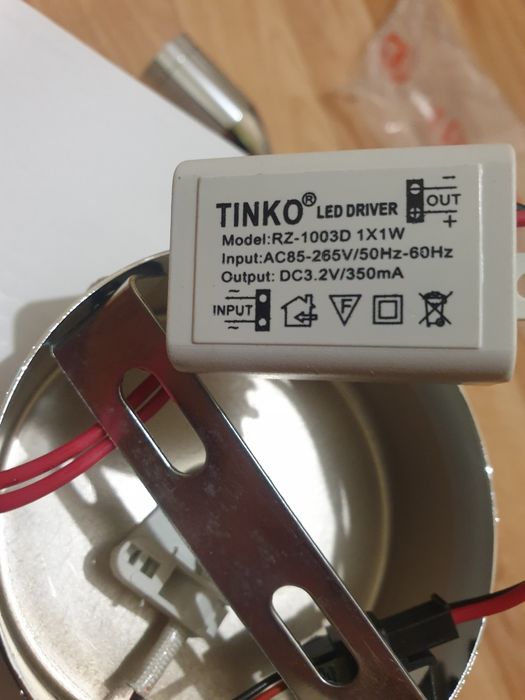 TINKO® LED DRIVER
Model:RZ-1003D 1X1W
Input:AC85-265V/50Hz-60Hz
Output: DC3.2V/350mA
− OUT +
INPUT
F